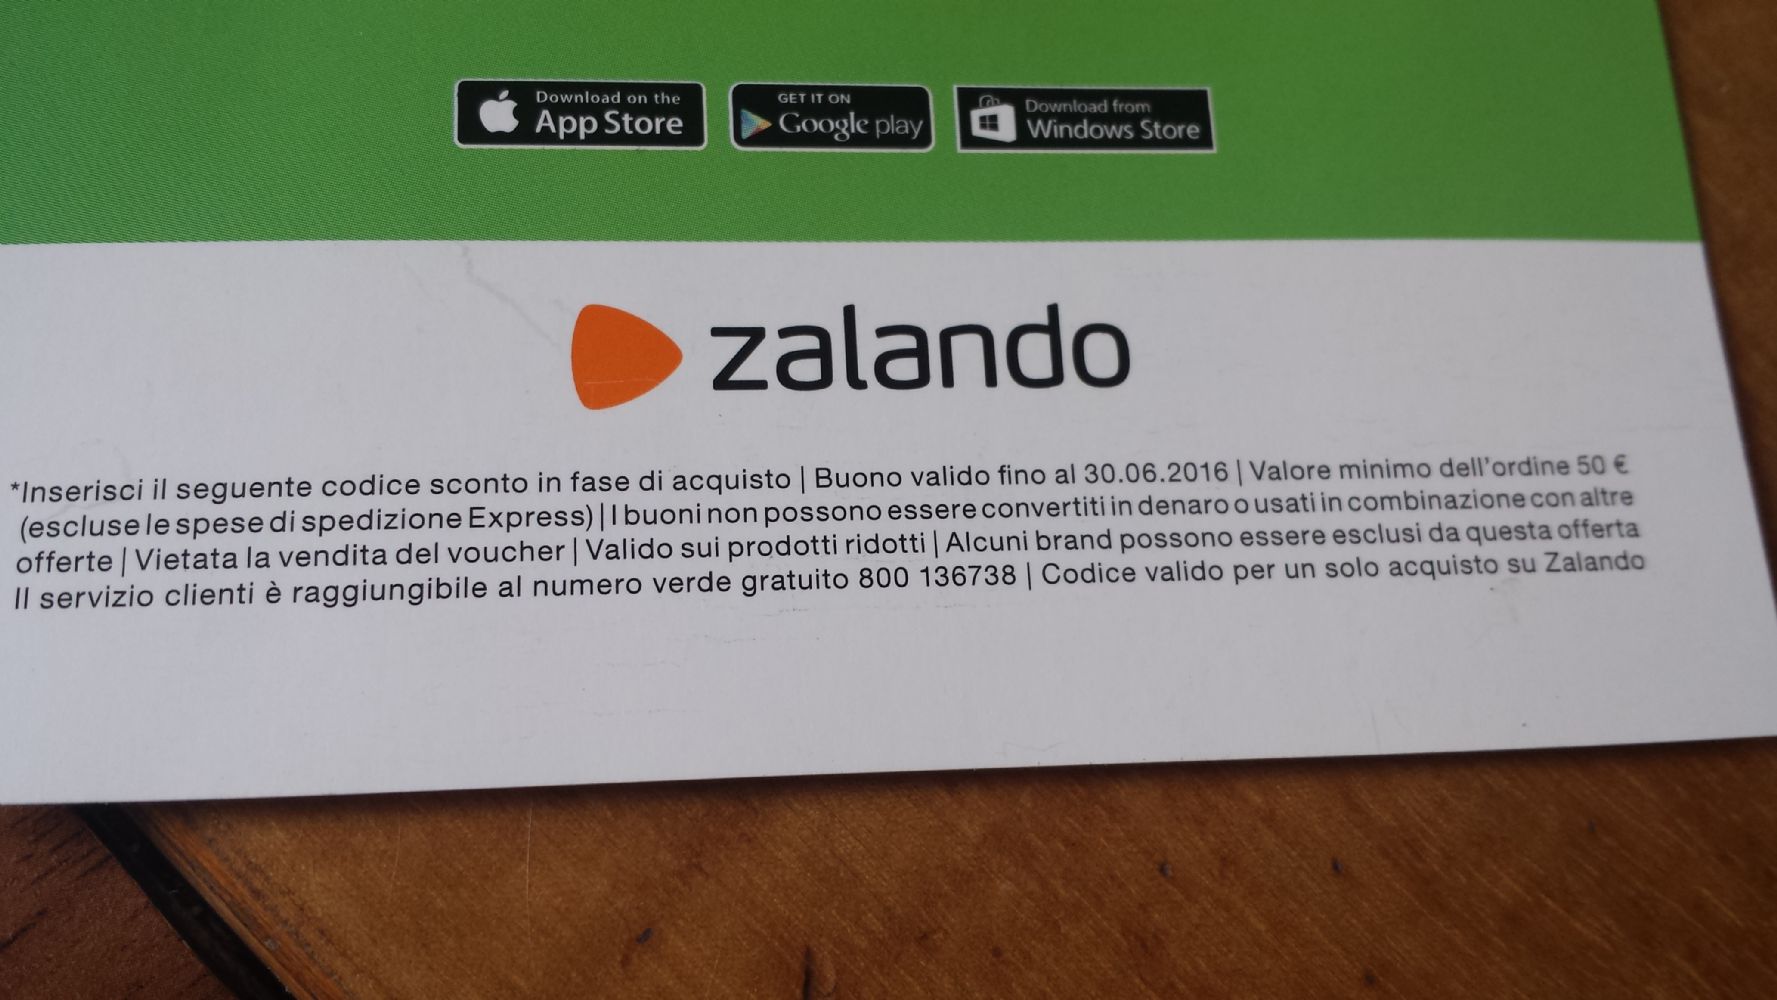 Download on the
App Store
GET IT ON
Google play
Download from
Windows Store
zalando
*Inserisci il seguente codice sconto in fase di acquisto | Buono valido fino al 30.06.2016 | Valore minimo dell'ordine 50 €
(escluse le spese di spedizione Express) | I buoni non possono essere convertiti in denaro o usati in combinazione con altre
offerte | Vietata la vendita del voucher | Valido sui prodotti ridotti | Alcuni brand possono essere esclusi da questa offerta
Il servizio clienti è raggiungibile al numero verde gratuito 800 136738 | Codice valido per un solo acquisto su Zalando